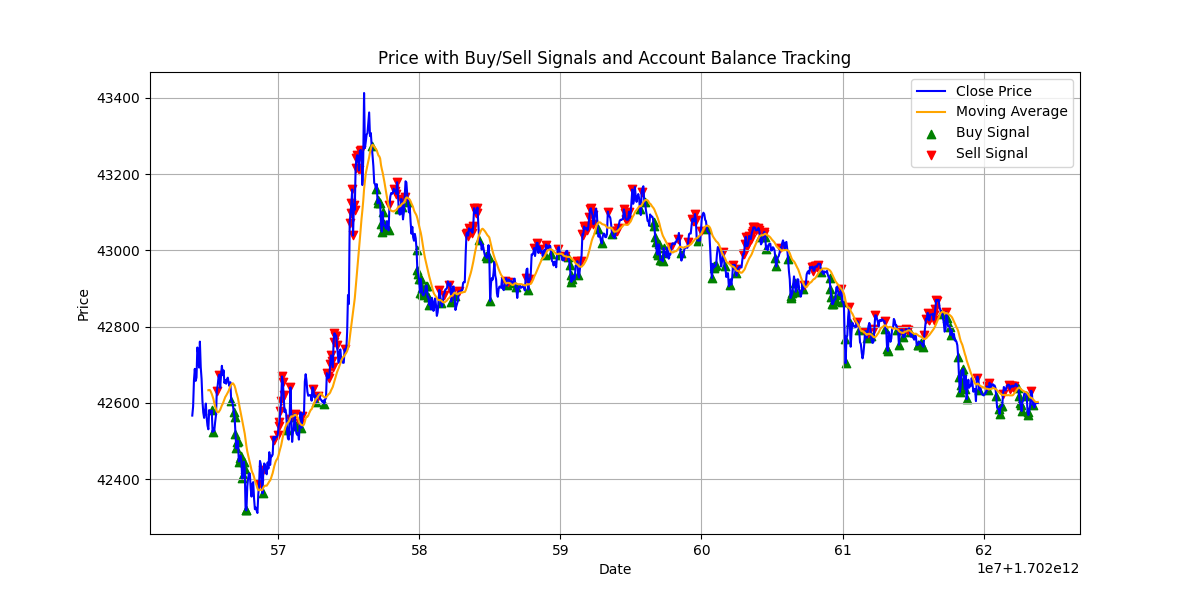 Price with Buy/Sell Signals and Account Balance Tracking
43400
43200
43000
42800
42600
42400
Price
Close Price
Moving Average
Buy Signal
Sell Signal
57 58 59 60 61 62
Date
1e7+1.702e12